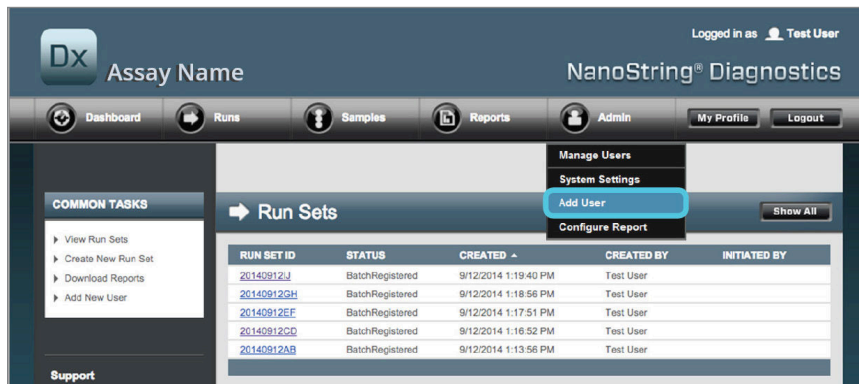 Logged in as Test User
Dx Assay Name
NanoString® Diagnostics
Dashboard Runs Samples Reports Admin My Profile Logout
Manage Users
System Settings
Add User
Configure Report
COMMON TASKS
View Run Sets
Create New Run Set
Download Reports
Add New User
Support
Run Sets Show All
RUN SET ID STATUS CREATED CREATED BY INITIATED BY
20140912IJ BatchRegistered 9/12/2014 1:19:40 PM Test User
20140912GH BatchRegistered 9/12/2014 1:18:56 PM Test User
20140912EF BatchRegistered 9/12/2014 1:17:51 PM Test User
20140912CD BatchRegistered 9/12/2014 1:16:52 PM Test User
20140912AB BatchRegistered 9/12/2014 1:13:56 PM Test User